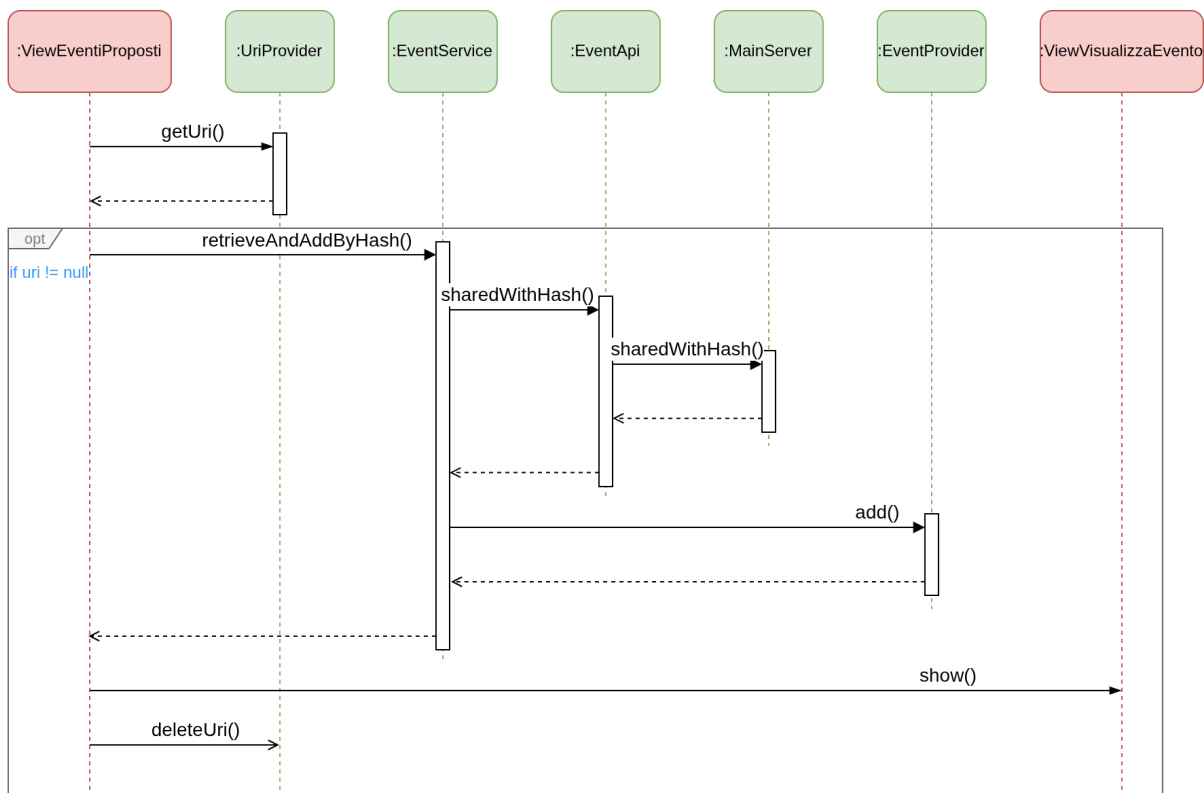 :ViewEventiProposti
:UriProvider
:EventService
:EventApi
:MainServer
:EventProvider
:ViewVisualizzaEvento
getUri()
opt
retrieveAndAddByHash()
if uri != null
sharedWithHash()
sharedWithHash()
add()
show()
deleteUri()